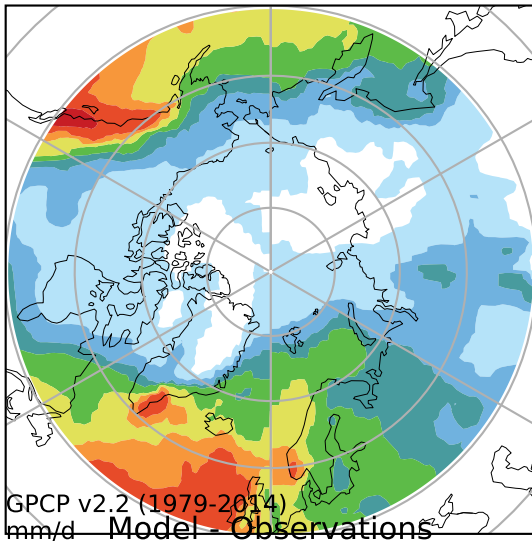 GPCP v2.2 (1979-2014)
mm/d Model - Observations